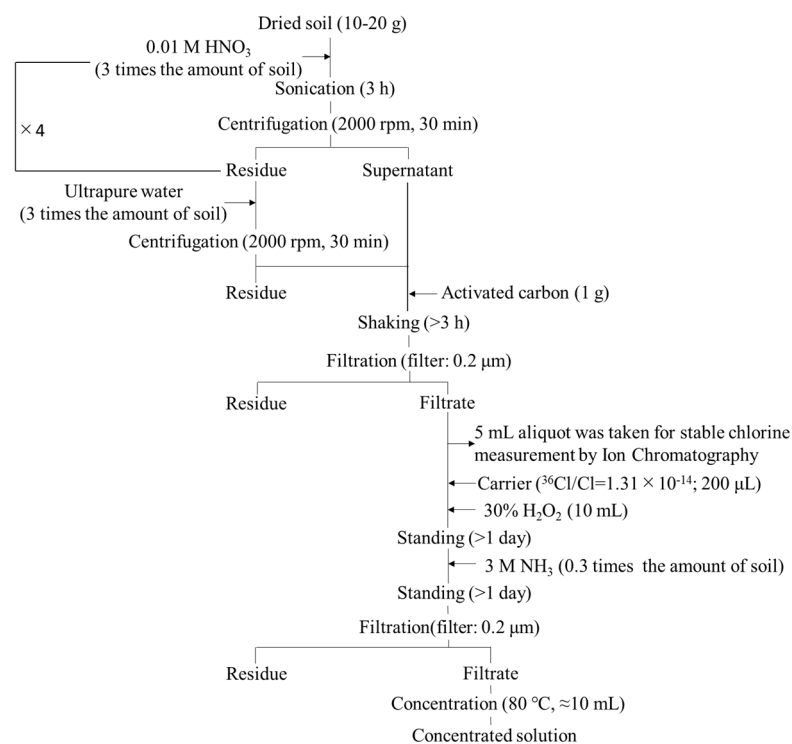 Dried soil (10-20 g)
0.01 M HNO₃
(3 times the amount of soil)
Sonication (3 h)
Centrifugation (2000 rpm, 30 min)
×4
Residue
Supernatant
Ultrapure water
(3 times the amount of soil)
Centrifugation (2000 rpm, 30 min)
Residue
Activated carbon (1 g)
Shaking (>3 h)
Filtration (filter: 0.2 μm)
Residue
Filtrate
5 mL aliquot was taken for stable chlorine
measurement by Ion Chromatography
Carrier (³⁶Cl/Cl=1.31 × 10⁻¹⁴; 200 μL)
30% H₂O₂ (10 mL)
Standing (>1 day)
3 M NH₃ (0.3 times the amount of soil)
Standing (>1 day)
Filtration(filter: 0.2 μm)
Residue
Filtrate
Concentration (80 ℃, ≈10 mL)
Concentrated solution